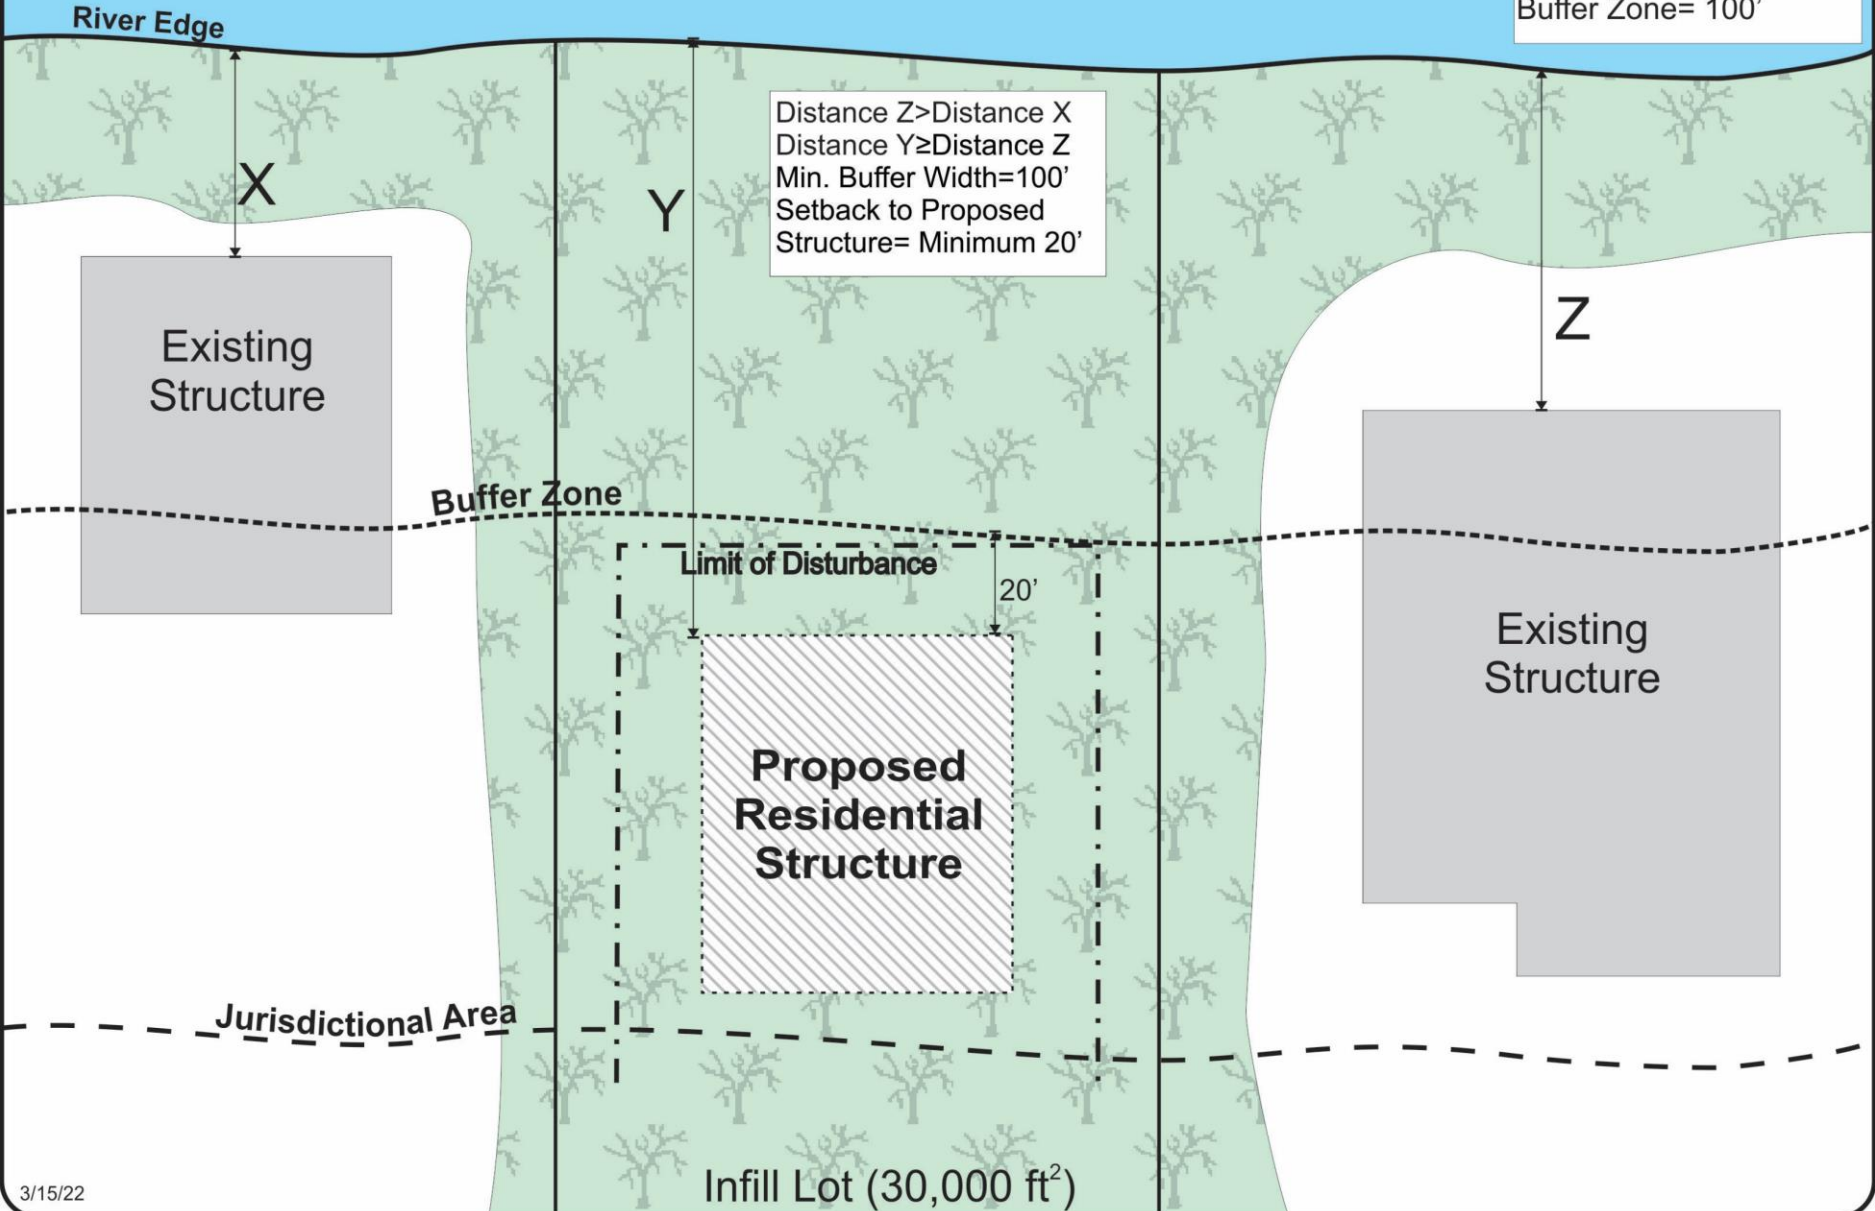 River Edge
Buffer Zone= 100’
Distance Z>Distance X
Distance Y≥Distance Z
Min. Buffer Width=100’
Setback to Proposed
Structure= Minimum 20’
X
Y
Z
Existing
Structure
Buffer Zone
Limit of Disturbance
20’
Existing
Structure
Proposed
Residential
Structure
Jurisdictional Area
Infill Lot (30,000 ft²)
3/15/22